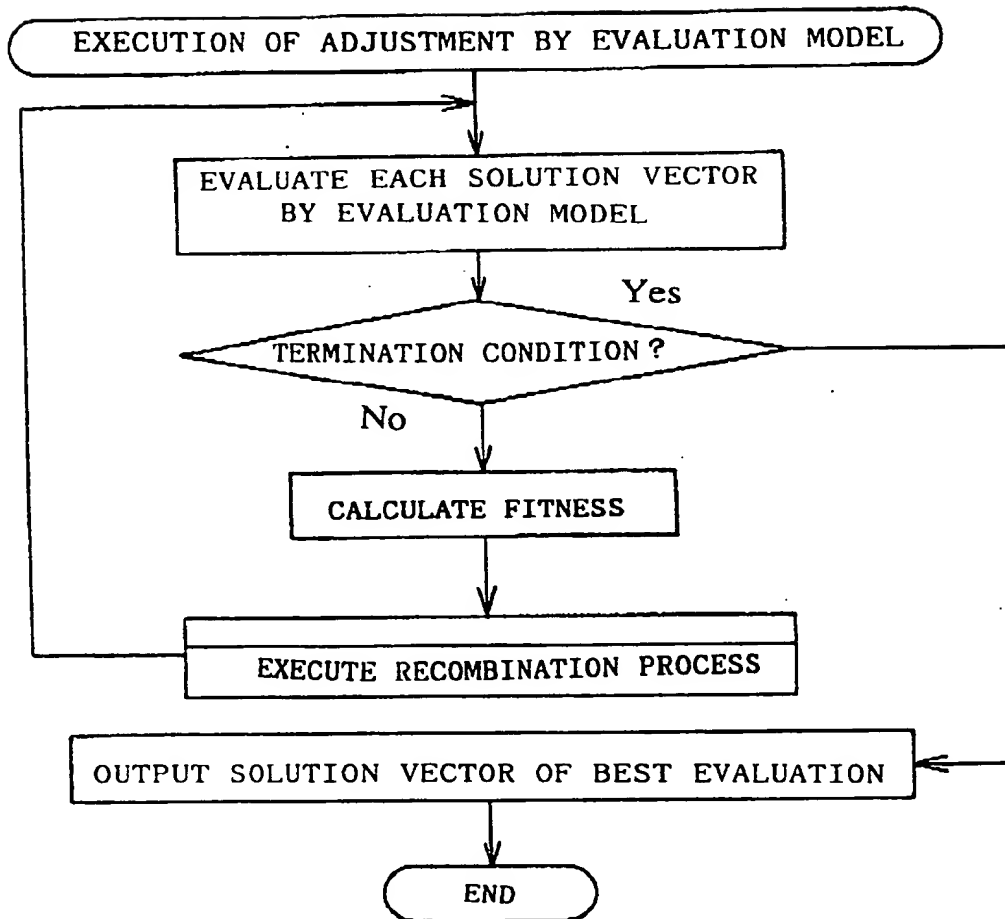 EXECUTION OF ADJUSTMENT BY EVALUATION MODEL
EVALUATE EACH SOLUTION VECTOR
BY EVALUATION MODEL
Yes
TERMINATION CONDITION?
No
CALCULATE FITNESS
EXECUTE RECOMBINATION PROCESS
OUTPUT SOLUTION VECTOR OF BEST EVALUATION
END